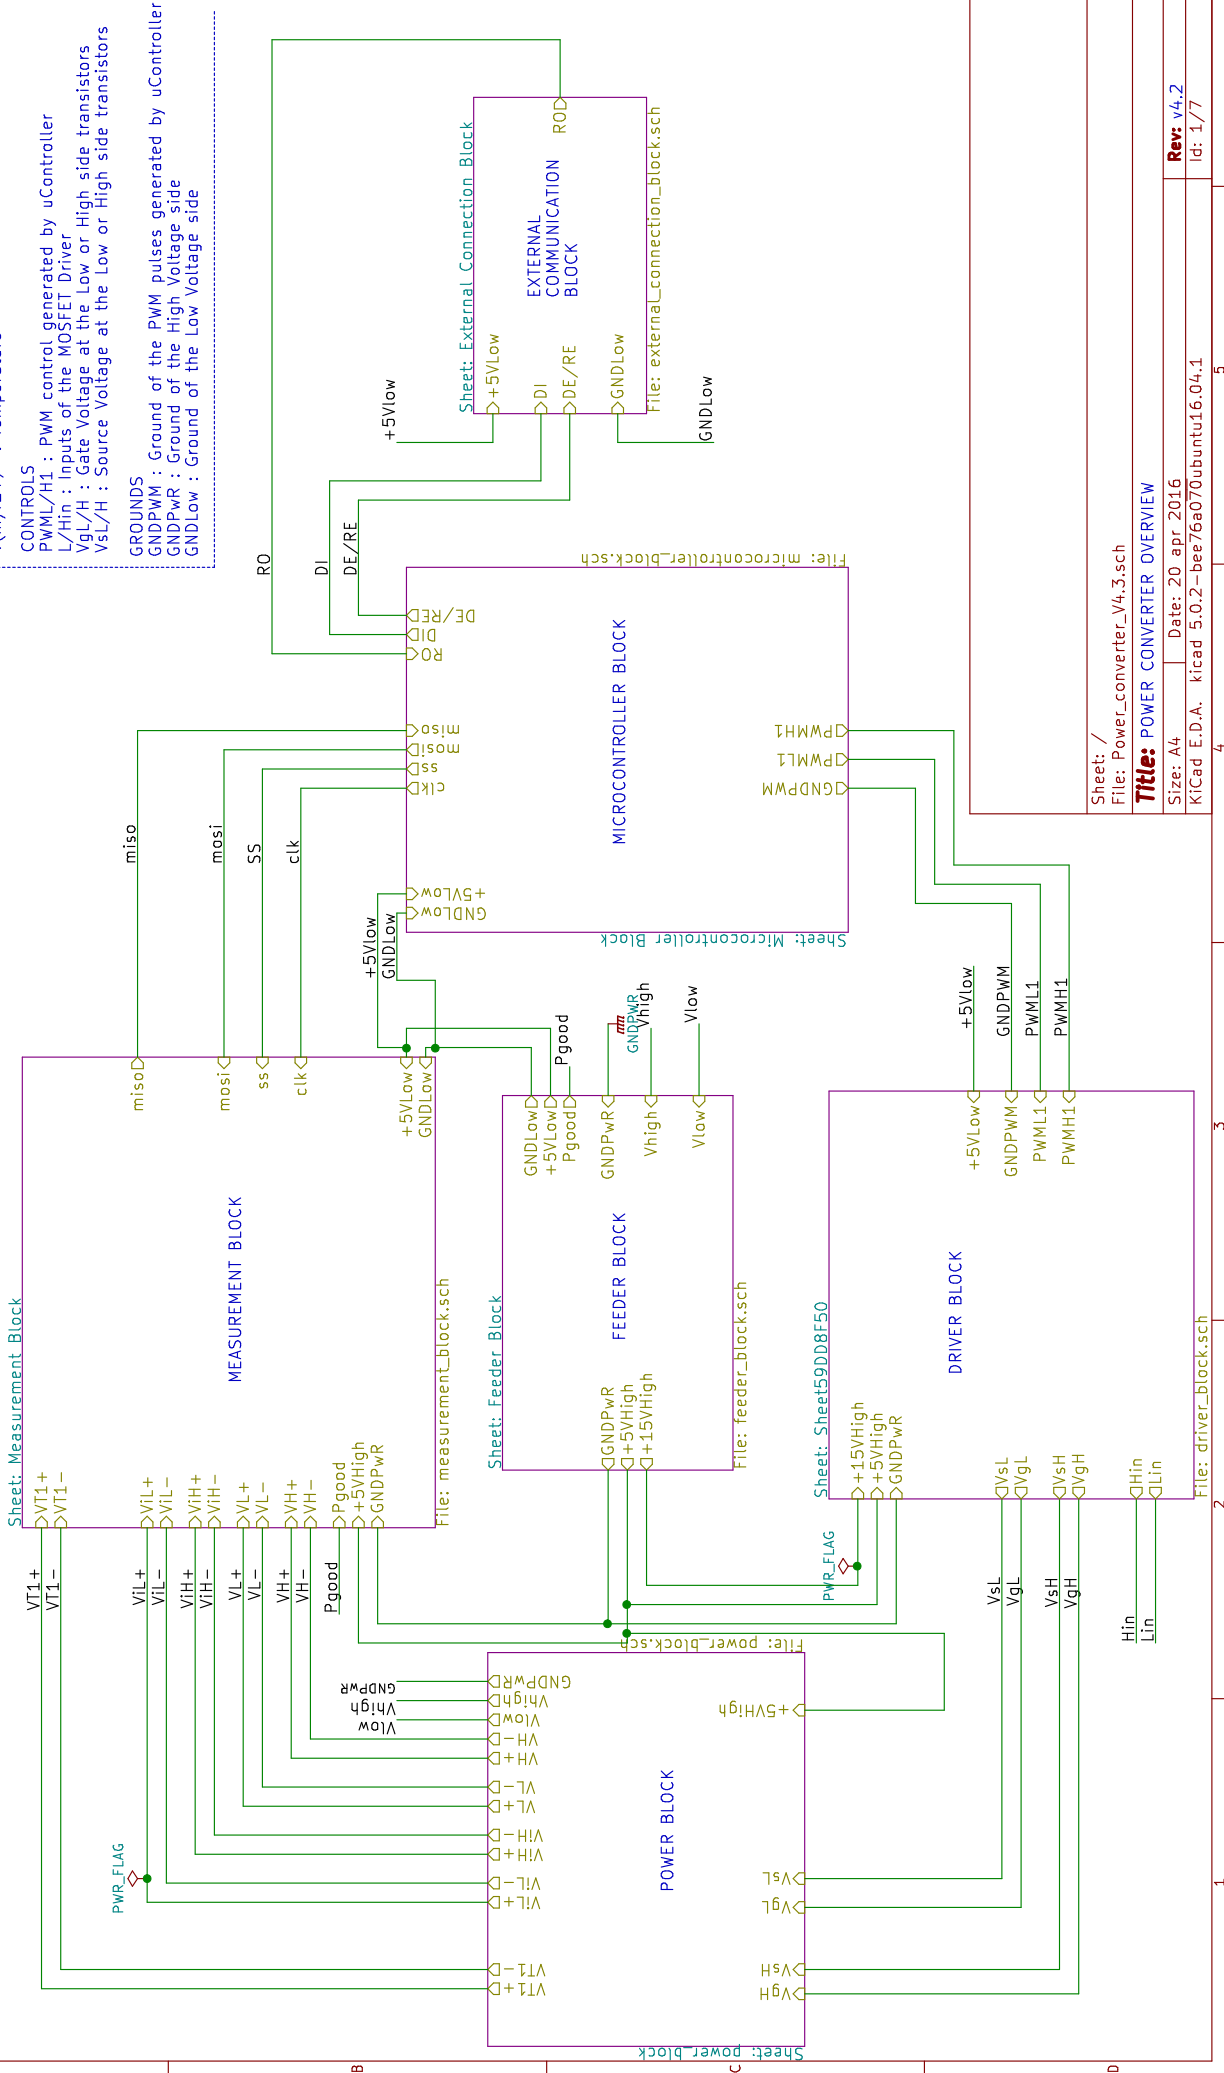 CONTROLS
PWML/H1 : PWM control generated by uController
L/Hin : Inputs of the MOSFET Driver
VgL/H : Gate Voltage at the Low or High side transistors
VsL/H : Source Voltage at the Low or High side transistors
GROUNDS
GNDPWM : Ground of the PWM pulses generated by uController
GNDPwR : Ground of the High Voltage side
GNDLow : Ground of the Low Voltage side
Sheet: Measurement Block
VT1+
VT1-
ViL+
ViL-
ViH+
ViH-
VL+
VL-
VH+
VH-
Pgood
+5VHigh
GNDPwR
MEASUREMENT BLOCK
miso
mosi
ss
clk
+5VLow
GNDLow
File: measurement_block.sch
VT1+
VT1-
ViL+
ViL-
ViH+
ViH-
VL+
VL-
VH+
VH-
Pgood
PWR_FLAG
miso
mosi
SS
clk
+5Vlow
GNDLow
RO
DI
DE/RE
Sheet: Microcontroller Block
GNDLow
+5VLow
clk
ss
mosi
miso
RO
DI
DE/RE
MICROCONTROLLER BLOCK
GNDPWM
PWML1
PWMH1
File: microcontroller_block.sch
+5Vlow
Sheet: External Connection Block
+5VLow
DI
DE/RE
GNDLow
EXTERNAL
COMMUNICATION
BLOCK
RO
File: external_connection_block.sch
GNDLow
Sheet: Feeder Block
GNDPwR
+5VHigh
+15VHigh
FEEDER BLOCK
GNDLow
+5VLow
Pgood
GNDPwR
Vhigh
Vlow
File: feeder_block.sch
Pgood
GNDPWR
Vhigh
Vlow
GNDPwR
Vhigh
Vlow
Sheet: power_block
VT1+
VT1-
ViL+
ViL-
ViH+
ViH-
VL+
VL-
VH+
VH-
Vlow
Vhigh
GNDPwR
POWER BLOCK
VgH
VsH
VgL
VsL
+5VHigh
File: power_block.sch
PWR_FLAG
Sheet: Sheet59DD8F50
+15VHigh
+5VHigh
GNDPwR
VsL
VgL
VsH
VgH
Hin
Lin
DRIVER BLOCK
+5VLow
GNDPWM
PWML1
PWMH1
File: driver_block.sch
VsL
VgL
VsH
VgH
Hin
Lin
+5Vlow
GNDPWM
PWML1
PWMH1
Sheet: /
File: Power_converter_V4.3.sch
Title: POWER CONVERTER OVERVIEW
Size: A4 Date: 20 apr 2016 Rev: v4.2
KiCad E.D.A. kicad 5.0.2-bee76a070ubuntu16.04.1 Id: 1/7
1 2 3 4 5
B
C
D